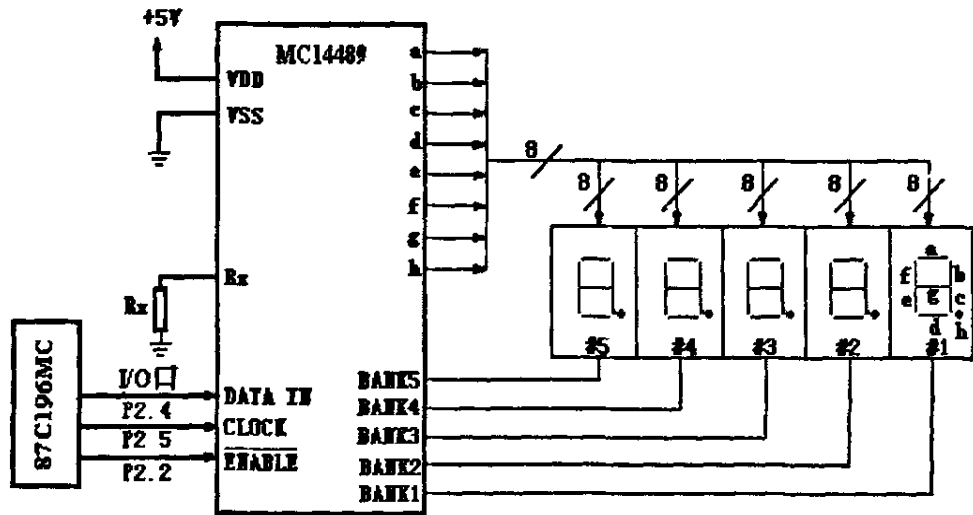 +5V
MC14489
VDD
VSS
Rx
Rx
DATA IN
CLOCK
ENABLE
a
b
c
d
e
f
g
h
BANK5
BANK4
BANK3
BANK2
BANK1
87C196MC
I/O口
P2.4
P2 5
P2.2
8
8
8
8
8
8
#5
#4
#3
#2
a
f
b
g
e
c
d
h
#1